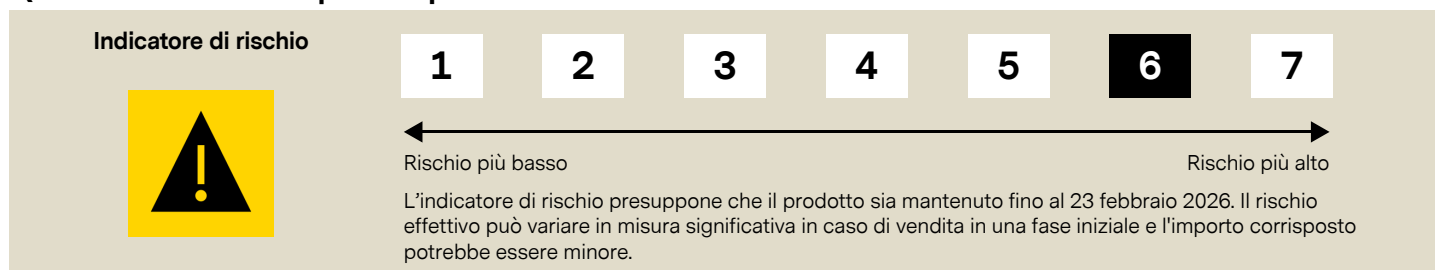 Indicatore di rischio
1 2 3 4 5 6 7
Rischio più basso Rischio più alto
L'indicatore di rischio presuppone che il prodotto sia mantenuto fino al 23 febbraio 2026. Il rischio
effettivo può variare in misura significativa in caso di vendita in una fase iniziale e l'importo corrisposto
potrebbe essere minore.